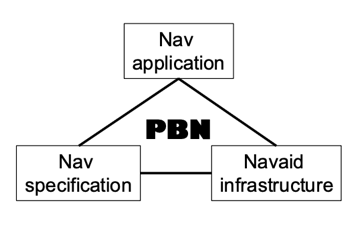 Nav
application
PBN
Nav
specification
Navaid
infrastructure